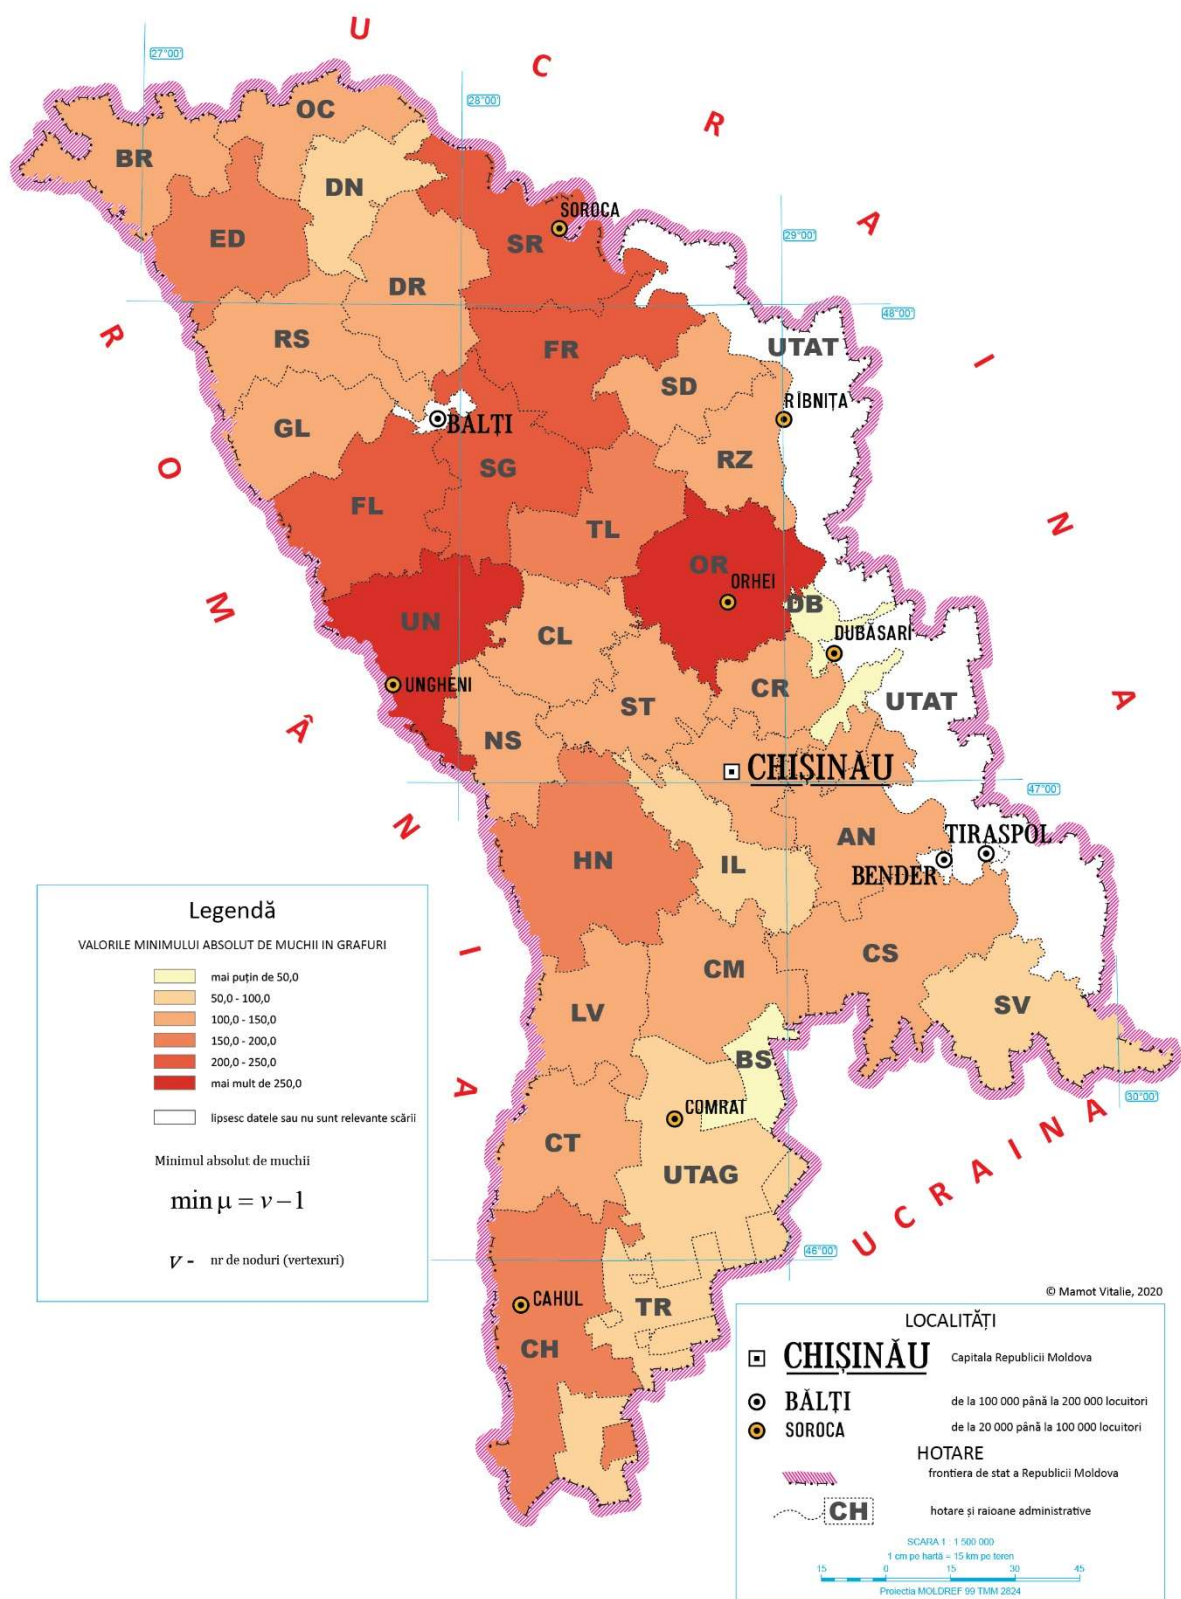 U C R A I N A
27°00'
28°00'
OC
BR
DN
SOROCA
ED
SR
29°00'
DR
48°00'
R O M Â N I A
RS
FR
UTAT
SD
RÎBNIȚA
GL
BĂLȚI
RZ
SG
FL
TL
OR
ORHEI
DB
UN
CL
DUBĂSARI
UNGHENI
CR
UTAT
ST
NS
CHIȘINĂU
47°00'
AN
TIRASPOL
HN
IL
BENDER
Legendă
VALORILE MINIMULUI ABSOLUT DE MUCHII IN GRAFURI
mai puțin de 50,0
50,0 - 100,0
100,0 - 150,0
150,0 - 200,0
200,0 - 250,0
mai mult de 250,0
lipsesc datele sau nu sunt relevante scării
Minimul absolut de muchii
min μ = v − 1
v - nr de noduri (vertexuri)
CS
CM
LV
SV
BS
30°00'
COMRAT
CT
UTAG
U C R A I N A
46°00'
CAHUL
TR
CH
© Mamot Vitalie, 2020
LOCALITĂȚI
CHIȘINĂU Capitala Republicii Moldova
BĂLȚI de la 100 000 până la 200 000 locuitori
SOROCA de la 20 000 până la 100 000 locuitori
HOTARE
frontiera de stat a Republicii Moldova
CH hotare și raioane administrative
SCARA 1 : 1 500 000
1 cm pe hartă = 15 km pe teren
15 0 15 30 45
Proiectia MOLDREF 99 TMM 2824